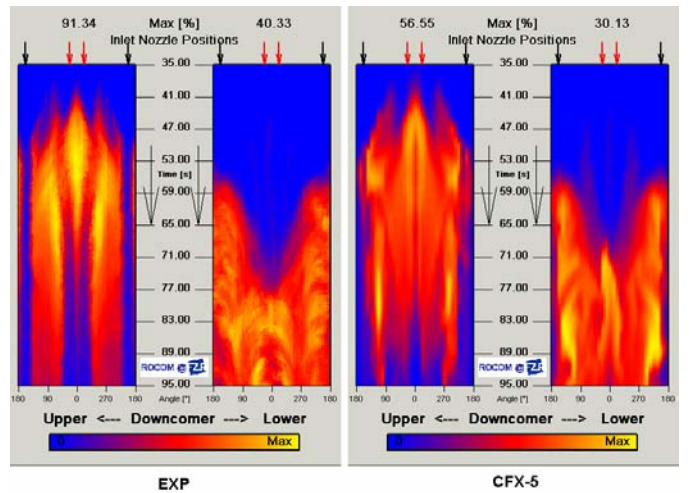 91.34 Max [%] 40.33
Inlet Nozzle Positions
35.00
41.00
47.00
53.00
Time [s]
59.00
65.00
71.00
77.00
83.00
89.00
ROCOM @ FZR
95.00
180 90 0 270 180 Angle [°] 180 90 0 270 180
Upper <--- Downcomer ---> Lower
0 Max
EXP
56.55 Max [%] 30.13
Inlet Nozzle Positions
35.00
41.00
47.00
53.00
Time [s]
59.00
65.00
71.00
77.00
83.00
89.00
ROCOM @ FZR
95.00
180 90 0 270 180 Angle [°] 180 90 0 270 180
Upper <--- Downcomer ---> Lower
0 Max
CFX-5